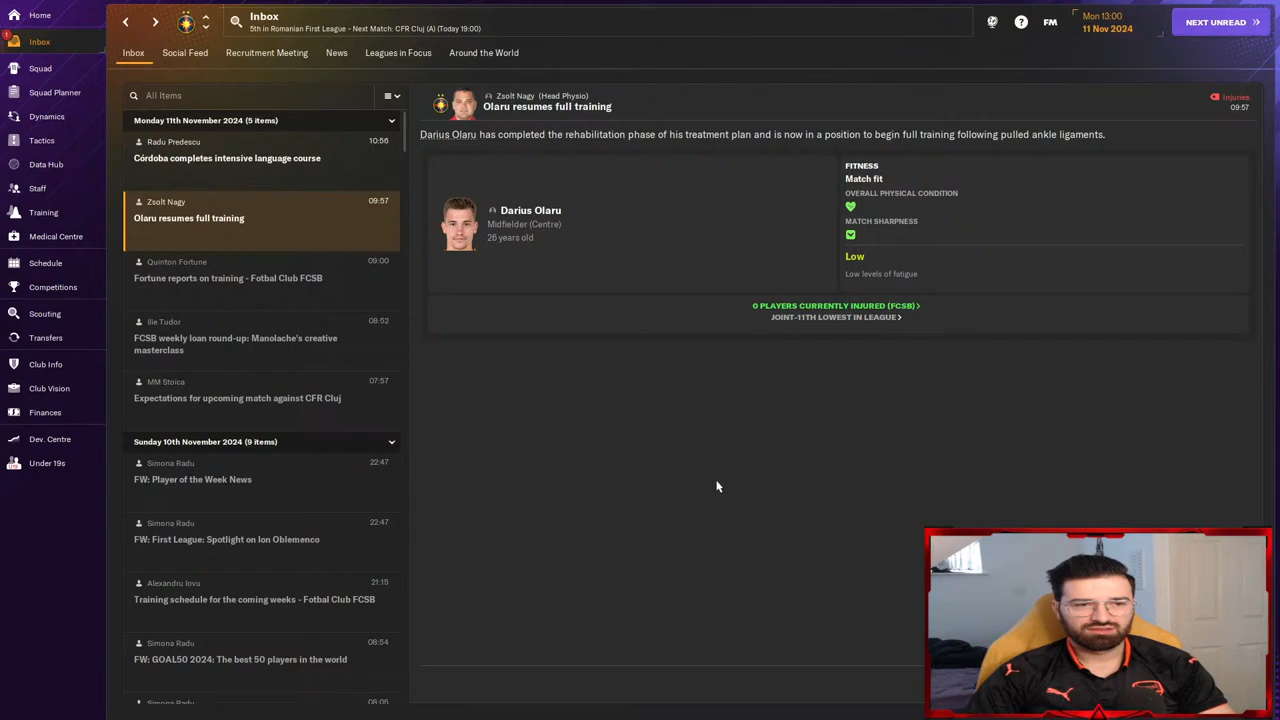 Home
1
Inbox
Squad
Squad Planner
Dynamics
Tactics
Data Hub
Staff
Training
Medical Centre
Schedule
Competitions
Scouting
Transfers
Club Info
Club Vision
Finances
Dev. Centre
U19
Under 19s
Inbox
5th in Romanian First League - Next Match: CFR Cluj (A) (Today 19:00)
FM
Mon 13:00
11 Nov 2024
NEXT UNREAD
Inbox
Social Feed
Recruitment Meeting
News
Leagues in Focus
Around the World
All Items
Monday 11th November 2024 (5 items)
Radu Predescu
10:56
Córdoba completes intensive language course
Zsolt Nagy
09:57
Olaru resumes full training
Quinton Fortune
09:00
Fortune reports on training - Fotbal Club FCSB
Ilie Tudor
08:52
FCSB weekly loan round-up: Manolache's creative
masterclass
MM Stoica
07:57
Expectations for upcoming match against CFR Cluj
Sunday 10th November 2024 (9 items)
Simona Radu
22:47
FW: Player of the Week News
Simona Radu
22:47
FW: First League: Spotlight on Ion Oblemenco
Alexandru Iovu
21:15
Training schedule for the coming weeks - Fotbal Club FCSB
Simona Radu
08:54
FW: GOAL50 2024: The best 50 players in the world
Simona Radu
08:05
Zsolt Nagy (Head Physio)
Olaru resumes full training
Injuries
09:57
Darius Olaru has completed the rehabilitation phase of his treatment plan and is now in a position to begin full training following pulled ankle ligaments.
Darius Olaru
Midfielder (Centre)
26 years old
FITNESS
Match fit
OVERALL PHYSICAL CONDITION
MATCH SHARPNESS
Low
Low levels of fatigue
0 PLAYERS CURRENTLY INJURED (FCSB)
JOINT-11TH LOWEST IN LEAGUE